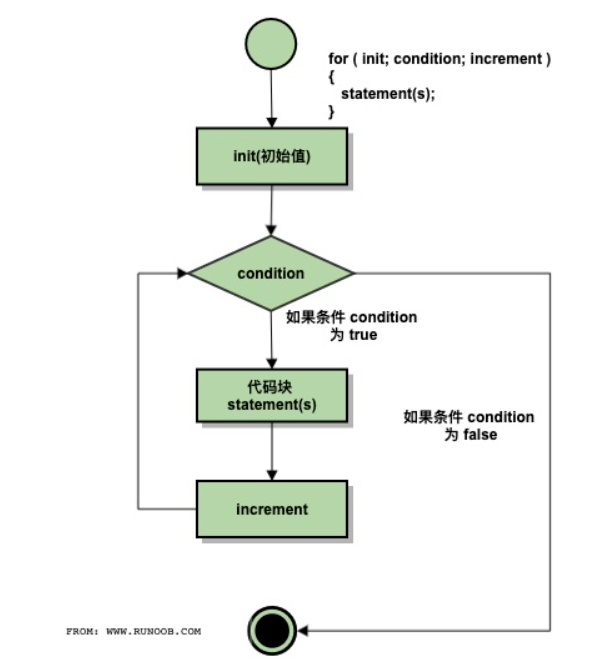 for ( init; condition; increment )
{
statement(s);
}
init(初始值)
condition
如果条件 condition
为 true
代码块
statement(s)
如果条件 condition
为 false
increment
FROM: WWW.RUNOOB.COM